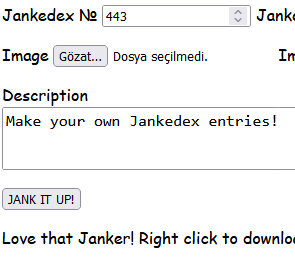 Jankedex № 443 Janke
Image Gözat... Dosya seçilmedi. Im
Description
Make your own Jankedex entries!
JANK IT UP!
Love that Janker! Right click to downloa